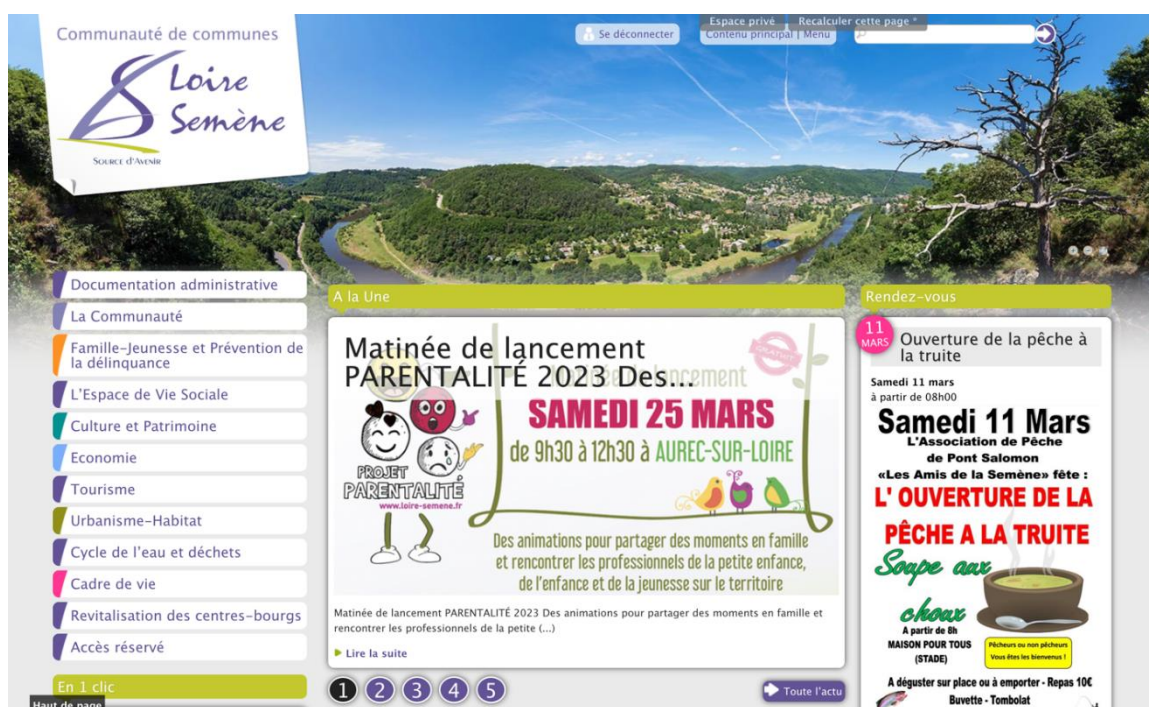 Communauté de communes
Loire
Semène
Source d'Avenir
Espace privé
Recalculer cette page *
Se déconnecter
Contenu principal | Menu
Documentation administrative
La Communauté
Famille-Jeunesse et Prévention de
la délinquance
L'Espace de Vie Sociale
Culture et Patrimoine
Economie
Tourisme
Urbanisme-Habitat
Cycle de l'eau et déchets
Cadre de vie
Revitalisation des centres-bourgs
Accès réservé
En 1 clic
Haut de page
A la Une
Matinée de lancement
PARENTALITÉ 2023 Des...
GRATUIT
lancement
SAMEDI 25 MARS
de 9h30 à 12h30 à AUREC-SUR-LOIRE
PROJET
PARENTALITÉ
www.loire-semene.fr
Des animations pour partager des moments en famille
et rencontrer les professionnels de la petite enfance,
de l'enfance et de la jeunesse sur le territoire
Matinée de lancement PARENTALITÉ 2023 Des animations pour partager des moments en famille et
rencontrer les professionnels de la petite (...)
Lire la suite
1 2 3 4 5
Toute l'actu
Rendez-vous
11
MARS
Ouverture de la pêche à
la truite
Samedi 11 mars
à partir de 08h00
Samedi 11 Mars
L'Association de Pêche
de Pont Salomon
«Les Amis de la Semène» fête :
L' OUVERTURE DE LA
PÊCHE A LA TRUITE
Soupe aux
choux
A partir de 8h
MAISON POUR TOUS
(STADE)
Pêcheurs ou non pêcheurs
Vous êtes les bienvenus !
A déguster sur place ou à emporter - Repas 10€
Buvette - Tombolat